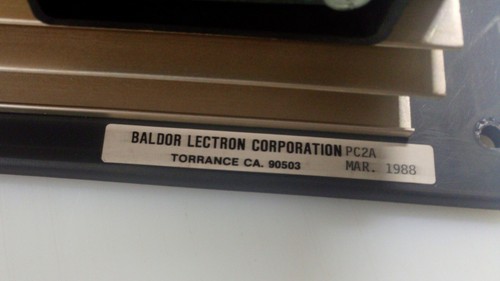 BALDOR LECTRON CORPORATION PC2A
TORRANCE CA. 90503 MAR. 1988